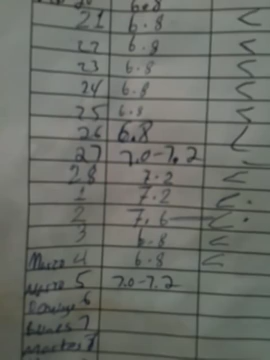 6.8
21 6.8 <
22 6.8 <
23 6.8 <
24 6.8 <
25 6.8 <
26 6.8 <
27 7.0-7.2
28 7.2 <
1 7.2 <
2 7.6 <
3 6.8 <
4 6.8 <
5 7.0-7.2
6
7
8